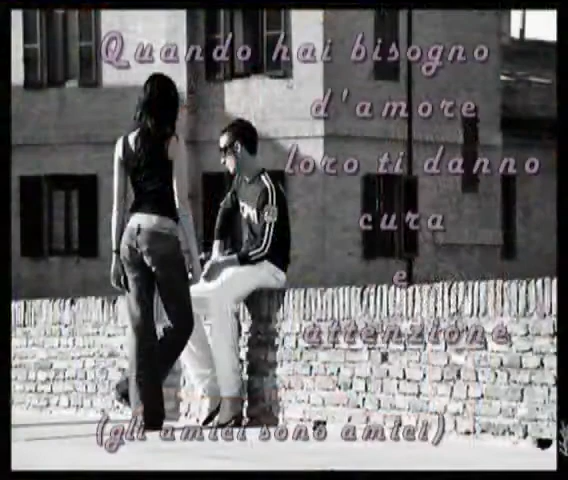 Quando hai bisogno
d'amore
loro ti danno
cura
e
attenzione
(gli amici sono amici)